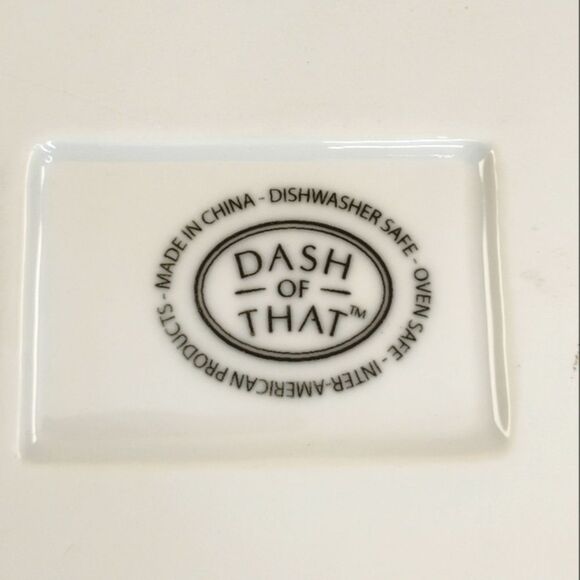 MADE IN CHINA - DISHWASHER SAFE - OVEN SAFE - INTER-AMERICAN PRODUCTS -
DASH
- OF -
THAT™